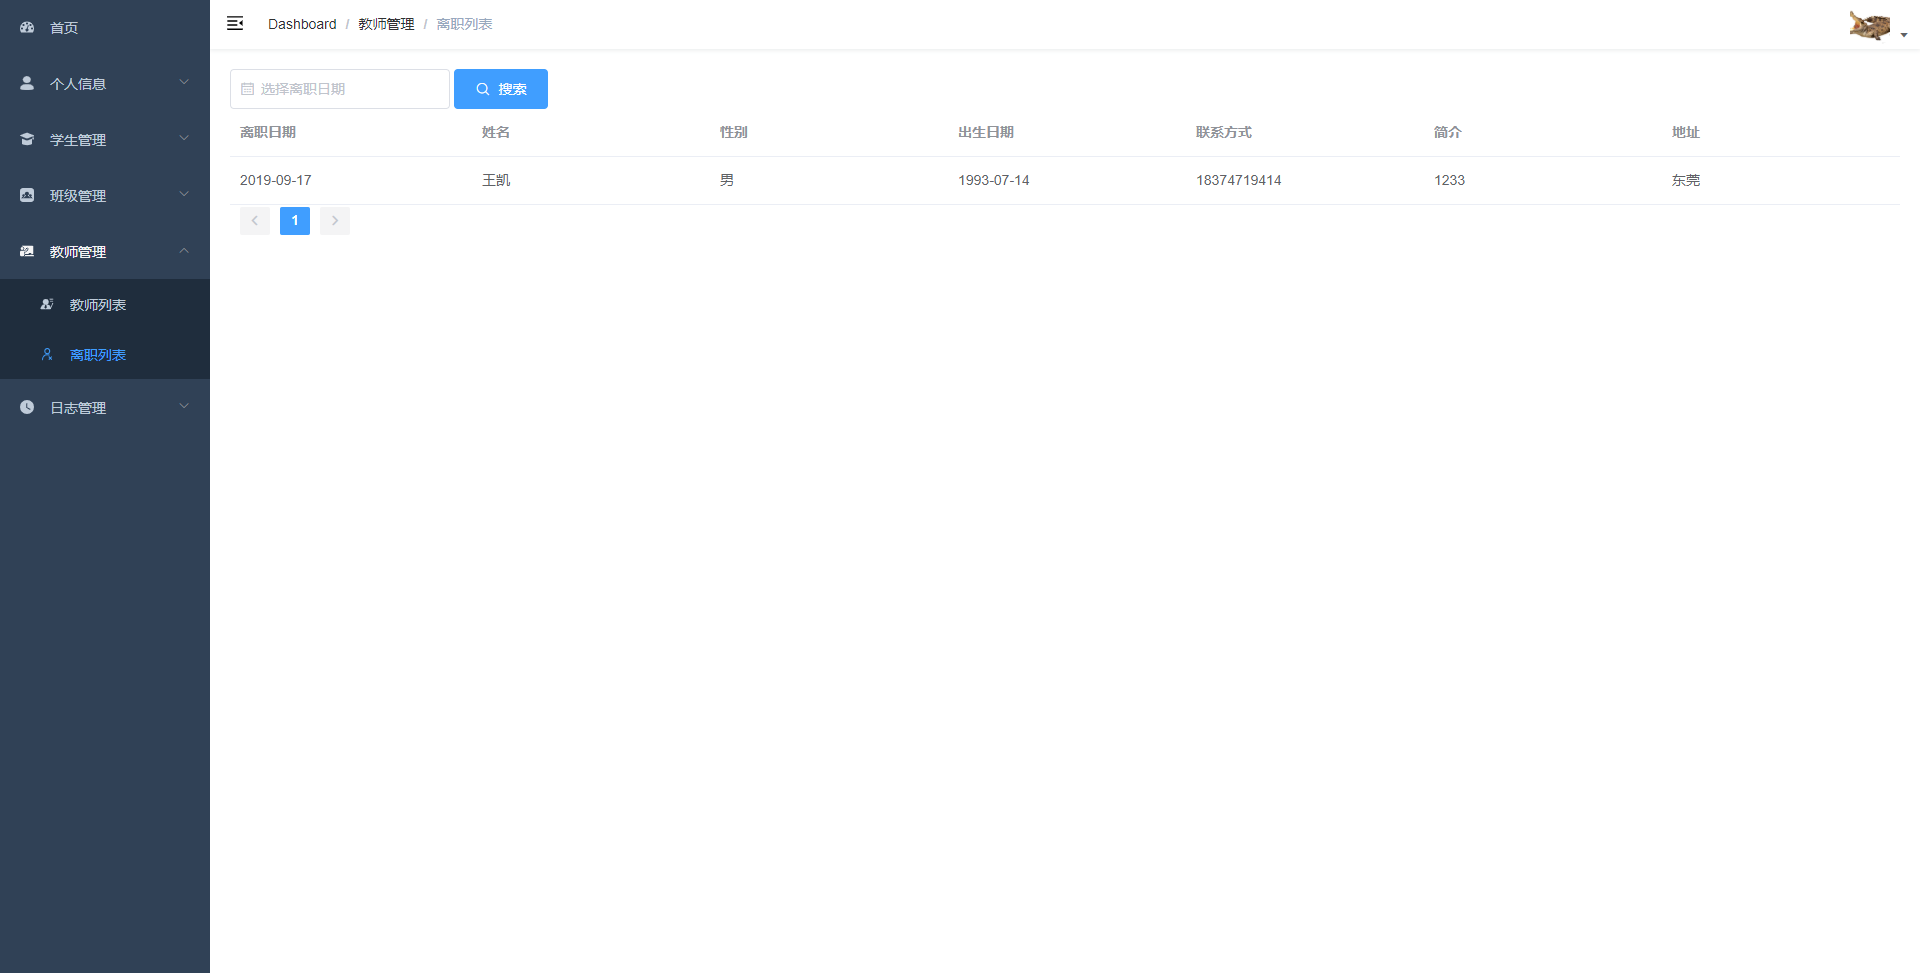 首页
个人信息
学生管理
班级管理
教师管理
教师列表
离职列表
日志管理
Dashboard / 教师管理 / 离职列表
选择离职日期 搜索
离职日期 姓名 性别 出生日期 联系方式 简介 地址
2019-09-17 王凯 男 1993-07-14 18374719414 1233 东莞
1